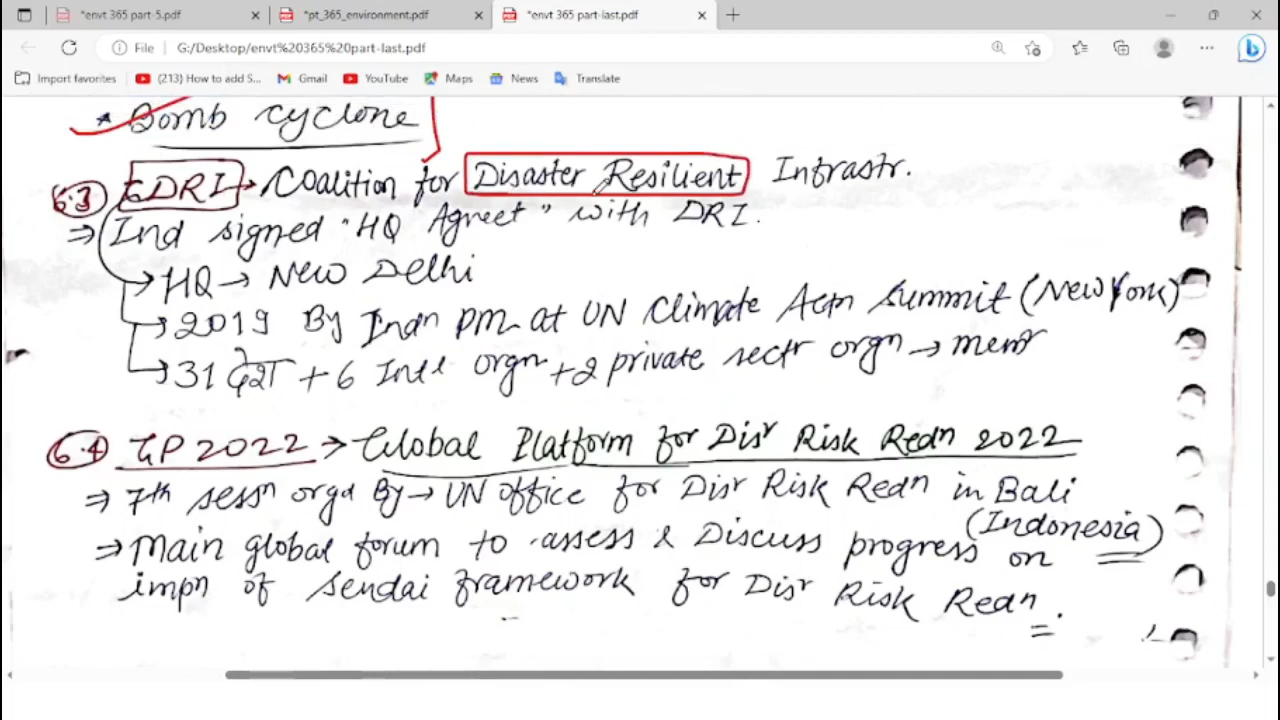 *envt 365 part-5.pdf
*pt_365_environment.pdf
*envt 365 part-last.pdf
File
G:/Desktop/envt%20365%20part-last.pdf
Import favorites
(213) How to add S...
Gmail
YouTube
Maps
News
Translate
* Bomb cyclone
6.3 CDRI → Coalition for Disaster Resilient Infrastr.
⇒ Ind signed "HQ Agreet" with DRI.
→ HQ → New Delhi
→ 2019 By Indn PM at UN Climate Actn Summit (New York)
→ 31 देश + 6 Intl orgn + 2 private sectr orgn → memr
6.4 GP 2022 → Global Platform for Disr Risk Redn 2022
⇒ 7th sessn orgd By → UN office for Disr Risk Redn in Bali
(Indonesia)
⇒ Main global forum to assess & Discuss progress on
impn of Sendai framework for Disr Risk Redn.